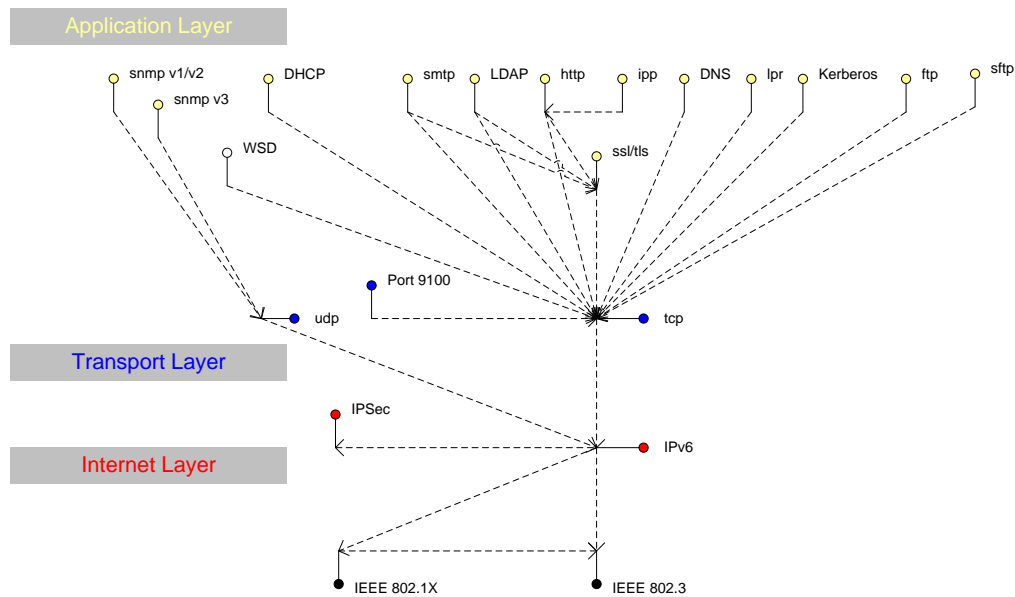 Application Layer
snmp v1/v2
DHCP
smtp
LDAP
http
ipp
DNS
lpr
Kerberos
ftp
sftp
snmp v3
WSD
ssl/tls
Port 9100
udp
tcp
Transport Layer
IPSec
IPv6
Internet Layer
IEEE 802.1X
IEEE 802.3